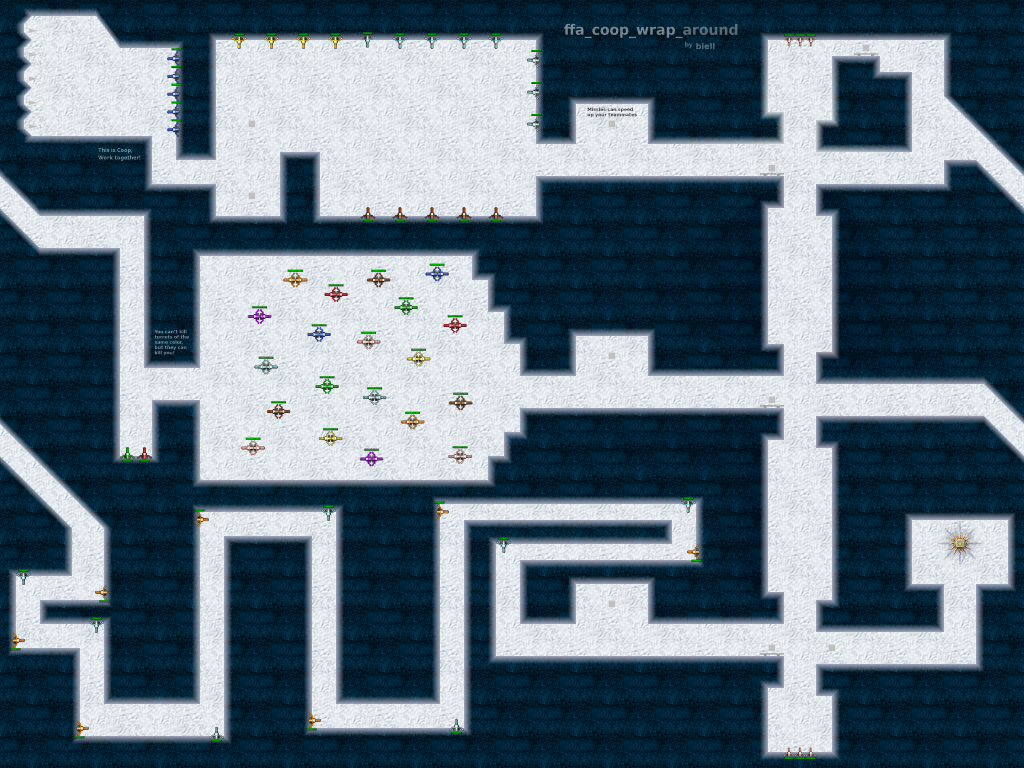 ffa_coop_wrap_around
by biell
Missles can speed
up your teammates
This is Coop,
Work together!
You can't kill
turrets of the
same color,
but they can
kill you!